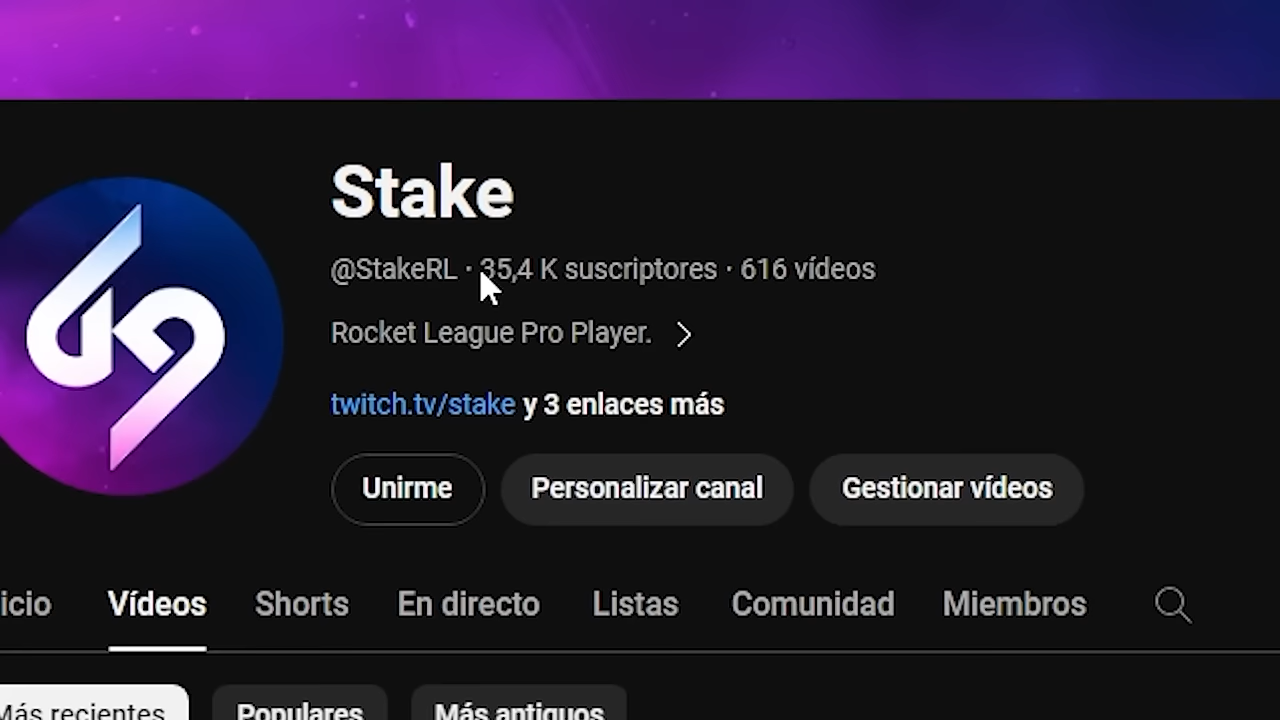 Stake
@StakeRL · 35,4 K suscriptores · 616 vídeos
Rocket League Pro Player.
twitch.tv/stake y 3 enlaces más
Unirme Personalizar canal Gestionar vídeos
icio Vídeos Shorts En directo Listas Comunidad Miembros
Más recientes Populares Más antiguos